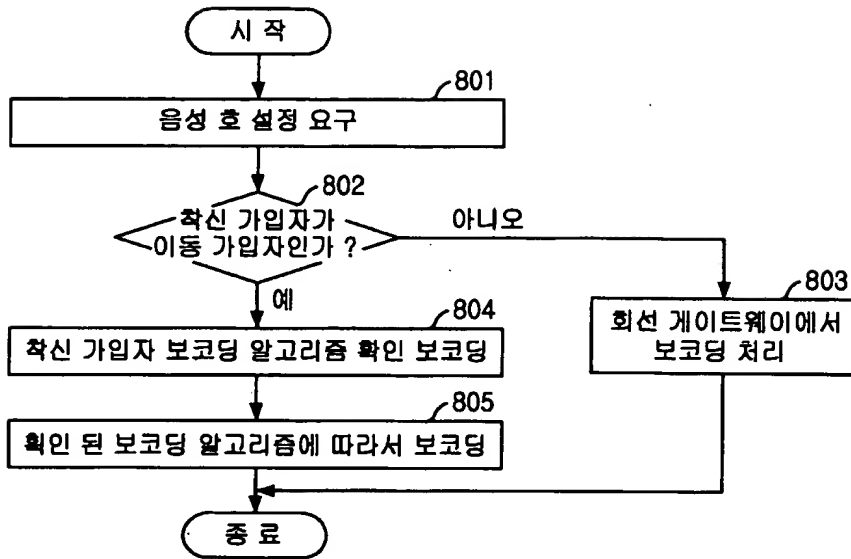 시 작
801
음성 호 설정 요구
802
착신 가입자가
이동 가입자인가 ?
아니오
예
803
회선 게이트웨이에서
보코딩 처리
804
착신 가입자 보코딩 알고리즘 확인 보코딩
805
확인 된 보코딩 알고리즘에 따라서 보코딩
종 료